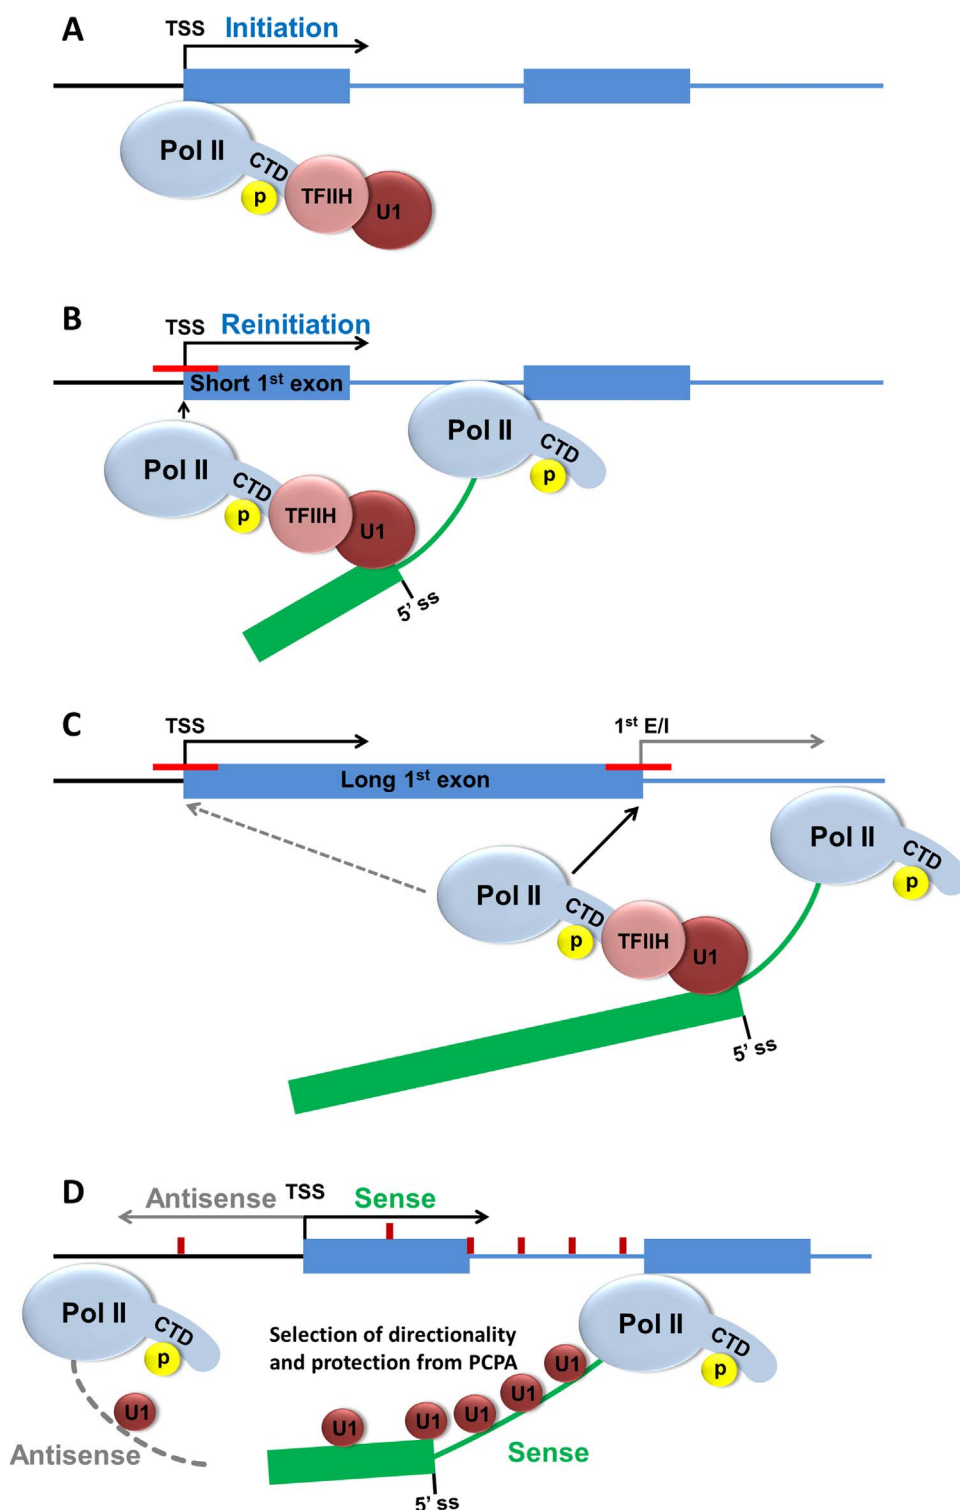 A
TSS Initiation
Pol II
CTD
p
TFIIH
U1
B
TSS Reinitiation
Short 1st exon
Pol II
CTD
p
Pol II
CTD
p
TFIIH
U1
5' ss
C
TSS
1st E/I
Long 1st exon
Pol II
CTD
p
Pol II
CTD
p
TFIIH
U1
5' ss
D
Antisense TSS Sense
Pol II
CTD
p
Pol II
CTD
p
Selection of directionality
and protection from PCPA
U1
U1
U1
U1
U1
U1
Antisense
Sense
5' ss